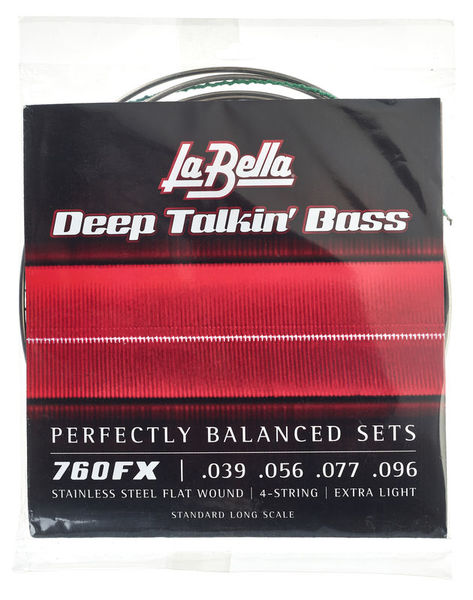 La Bella
Deep Talkin' Bass
PERFECTLY BALANCED SETS
760FX | .039 .056 .077 .096
STAINLESS STEEL FLAT WOUND | 4-STRING | EXTRA LIGHT
STANDARD LONG SCALE